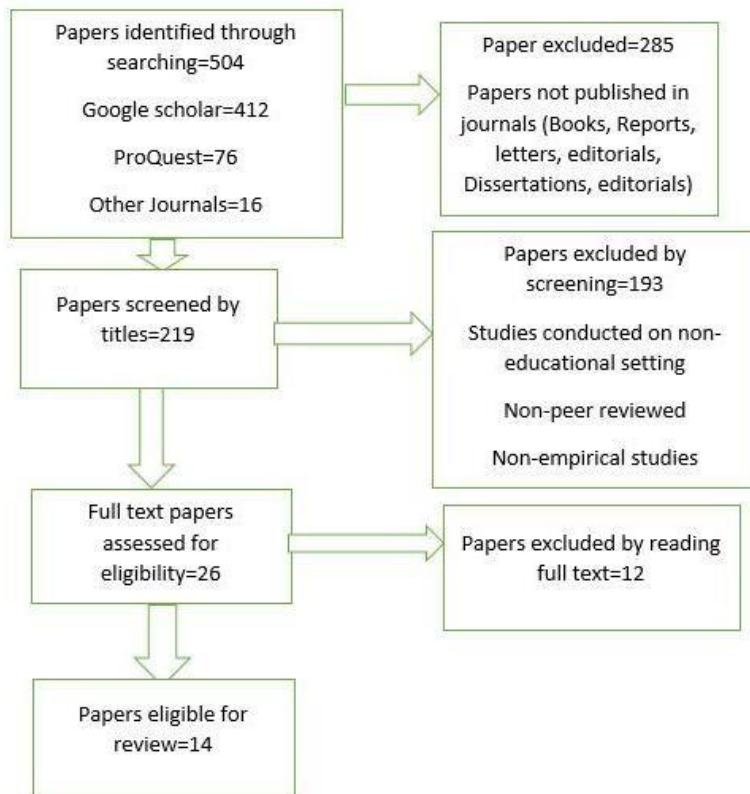 Papers identified through
searching=504
Google scholar=412
ProQuest=76
Other Journals=16
Paper excluded=285
Papers not published in
journals (Books, Reports,
letters, editorials,
Dissertations, editorials)
Papers screened by
titles=219
Papers excluded by
screening=193
Studies conducted on non-
educational setting
Non-peer reviewed
Non-empirical studies
Full text papers
assessed for
eligibility=26
Papers excluded by reading
full text=12
Papers eligible for
review=14